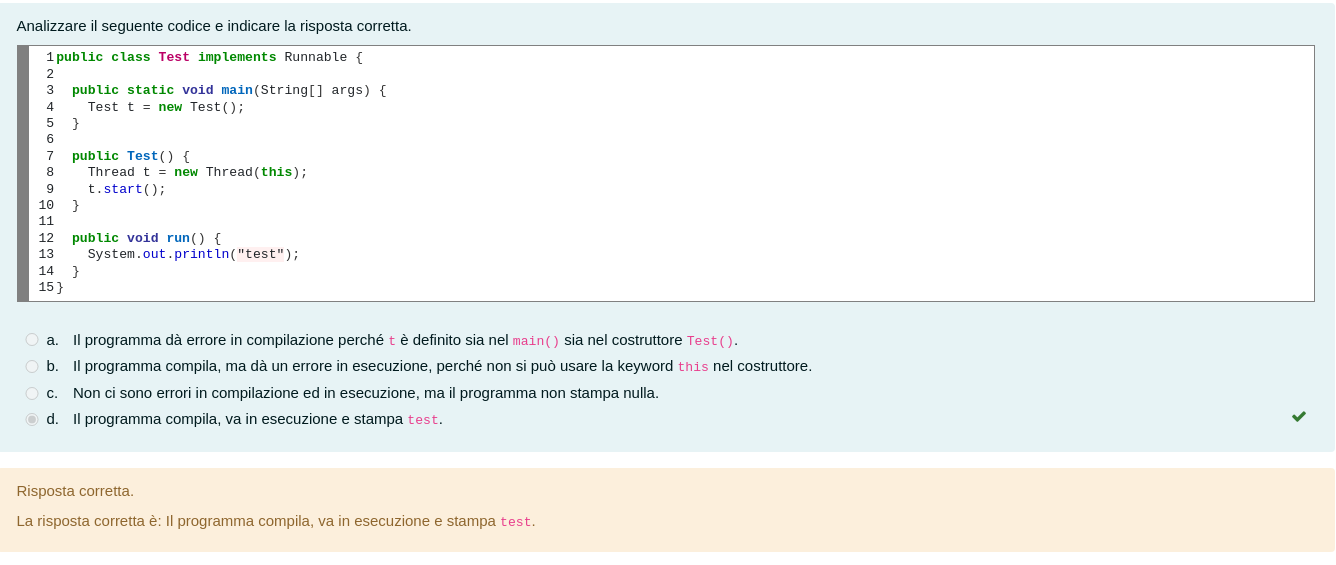 Analizzare il seguente codice e indicare la risposta corretta.
1 public class Test implements Runnable {
2
3   public static void main(String[] args) {
4     Test t = new Test();
5   }
6
7   public Test() {
8     Thread t = new Thread(this);
9     t.start();
10   }
11
12   public void run() {
13     System.out.println("test");
14   }
15 }
a. Il programma dà errore in compilazione perché t è definito sia nel main() sia nel costruttore Test().
b. Il programma compila, ma dà un errore in esecuzione, perché non si può usare la keyword this nel costruttore.
c. Non ci sono errori in compilazione ed in esecuzione, ma il programma non stampa nulla.
d. Il programma compila, va in esecuzione e stampa test.
Risposta corretta.
La risposta corretta è: Il programma compila, va in esecuzione e stampa test.